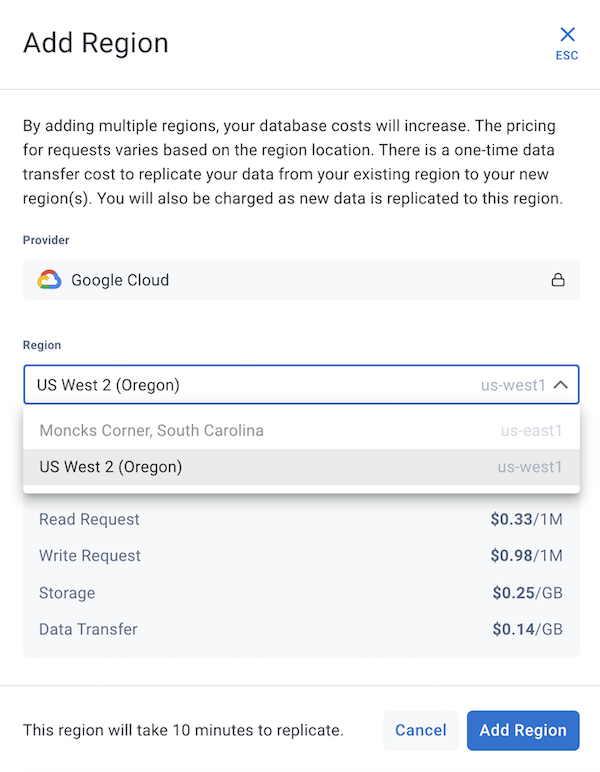 Add Region
ESC
By adding multiple regions, your database costs will increase. The pricing
for requests varies based on the region location. There is a one-time data
transfer cost to replicate your data from your existing region to your new
region(s). You will also be charged as new data is replicated to this region.
Provider
Google Cloud
Region
US West 2 (Oregon) us-west1
Moncks Corner, South Carolina us-east1
US West 2 (Oregon) us-west1
Read Request $0.33/1M
Write Request $0.98/1M
Storage $0.25/GB
Data Transfer $0.14/GB
This region will take 10 minutes to replicate. Cancel Add Region